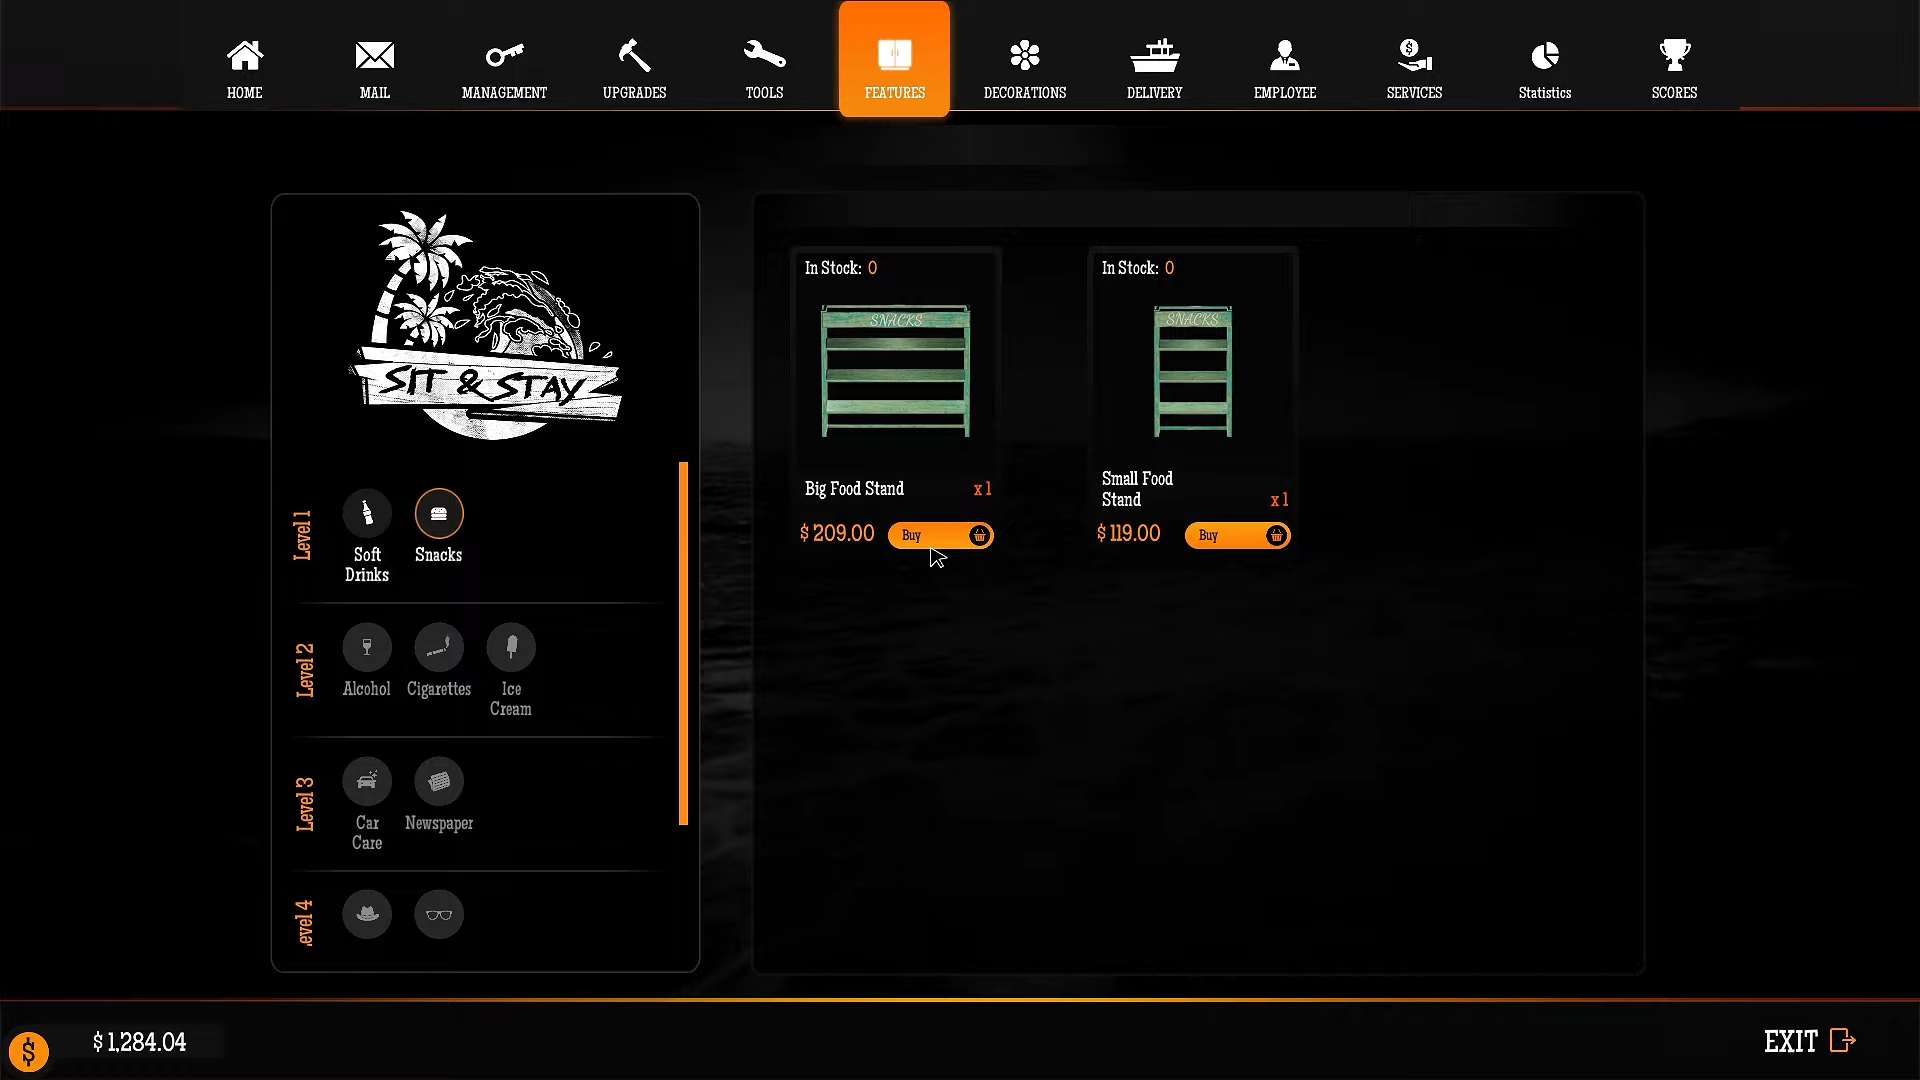 HOME
MAIL
MANAGEMENT
UPGRADES
TOOLS
FEATURES
DECORATIONS
DELIVERY
EMPLOYEE
SERVICES
Statistics
SCORES
SIT & STAY
Level 1
Soft
Drinks
Snacks
Level 2
Alcohol
Cigarettes
Ice
Cream
Level 3
Car
Care
Newspaper
evel 4
In Stock: 0
SNACKS
Big Food Stand
x 1
$ 209.00
Buy
In Stock: 0
SNACKS
Small Food
Stand
x 1
$ 119.00
Buy
$ 1,284.04
EXIT